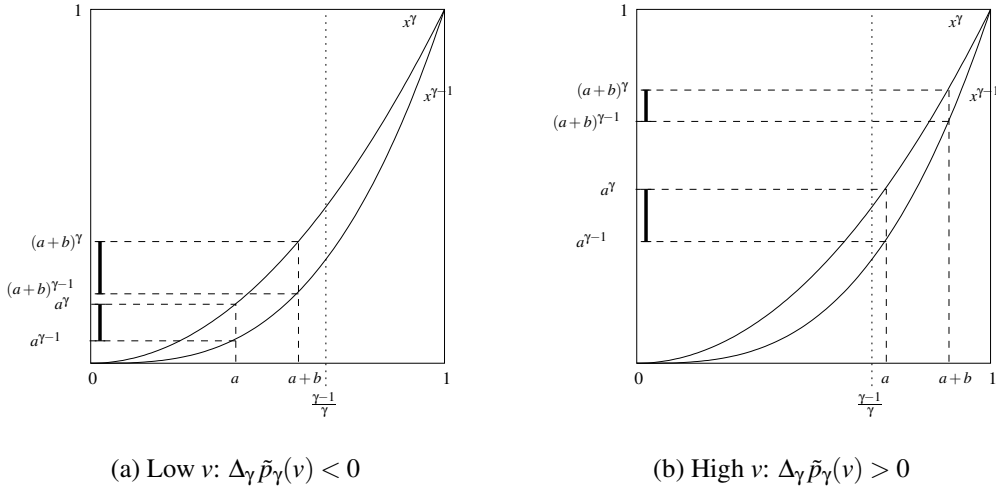 1
x^γ
x^{γ−1}
(a+b)^γ
(a+b)^{γ−1}
a^γ
a^{γ−1}
0
a
a+b
1
γ−1
γ
1
x^γ
x^{γ−1}
(a+b)^γ
(a+b)^{γ−1}
a^γ
a^{γ−1}
0
a
a+b
1
γ−1
γ
(a) Low v: Δ_γ p̃_γ(v) < 0
(b) High v: Δ_γ p̃_γ(v) > 0